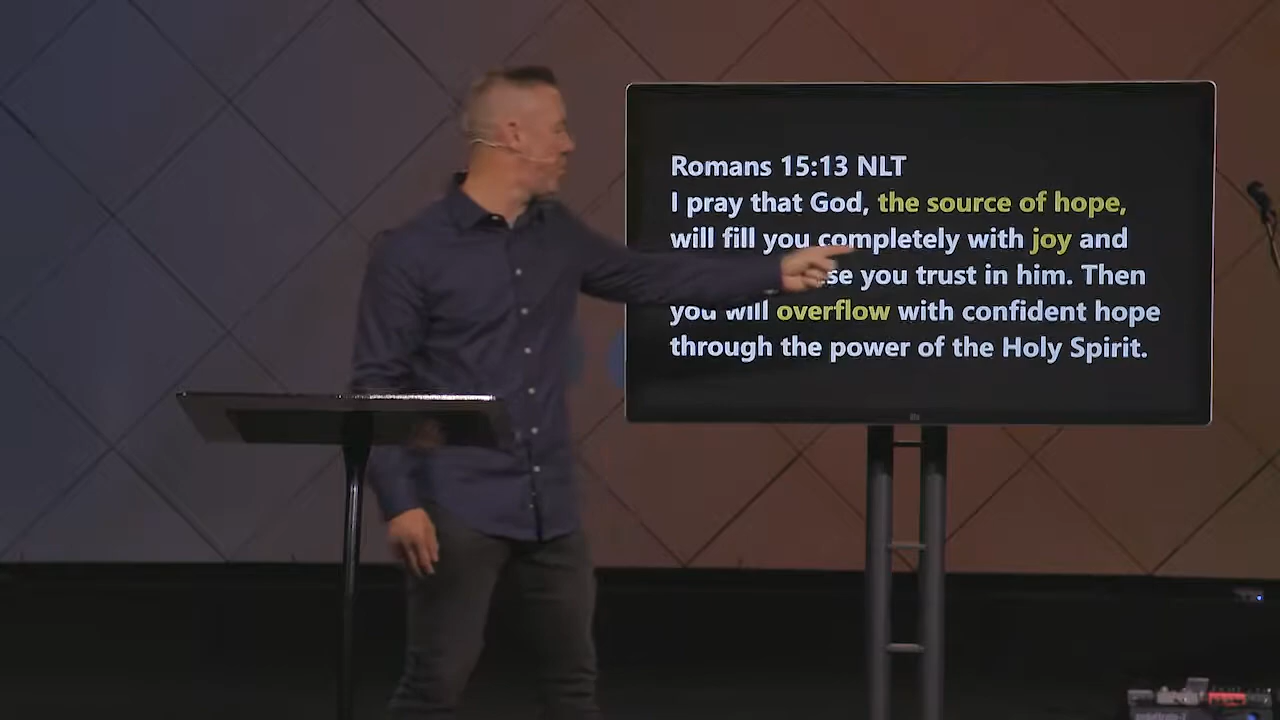 Romans 15:13 NLT
I pray that God, the source of hope,
will fill you completely with joy and
you trust in him. Then
you will overflow with confident hope
through the power of the Holy Spirit.